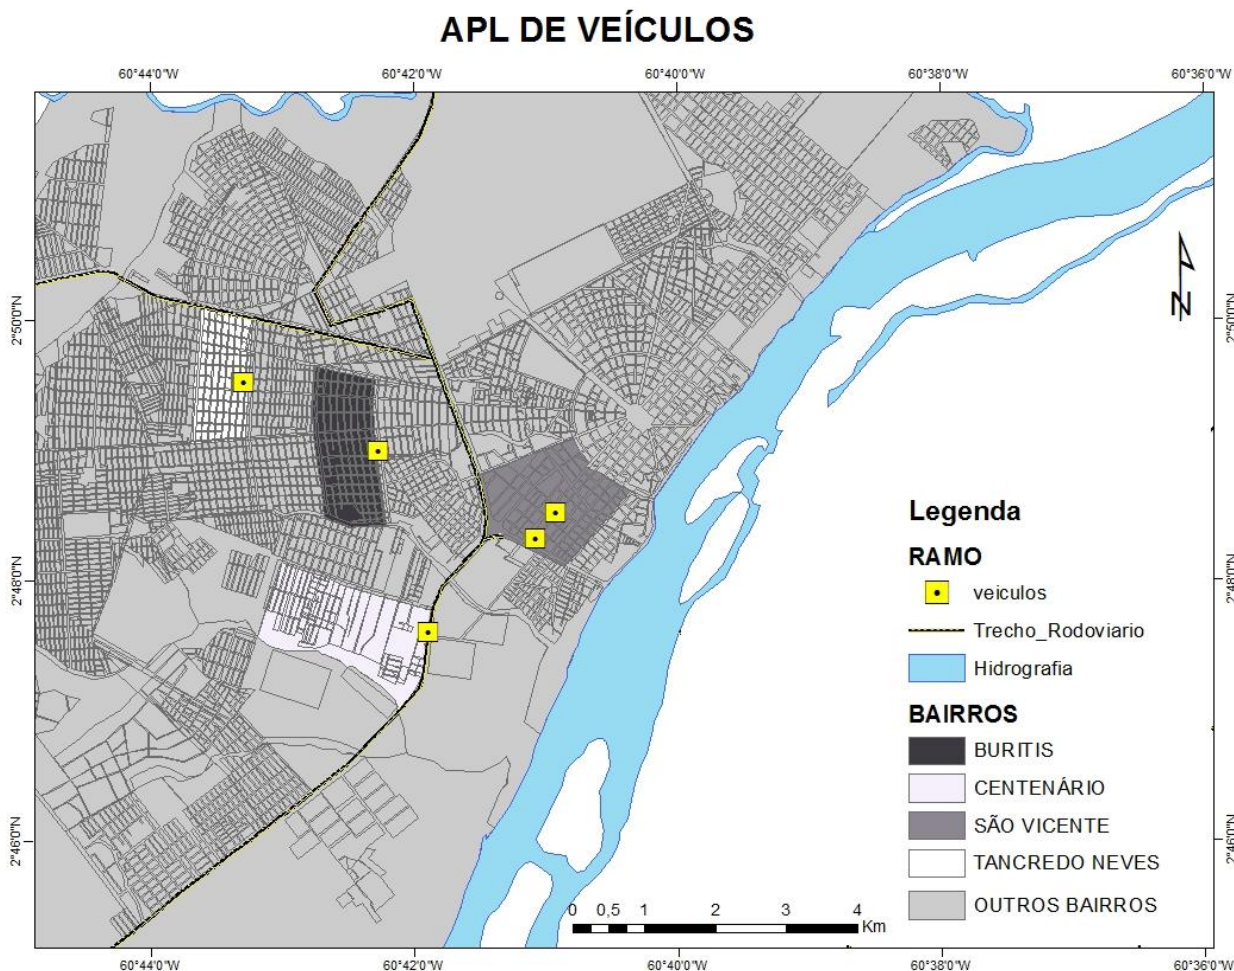 APL DE VEÍCULOS
60°44'0"W
60°42'0"W
60°40'0"W
60°38'0"W
60°36'0"W
2°50'0"N
2°50'0"N
2°48'0"N
2°48'0"N
2°46'0"N
2°46'0"N
N
Legenda
RAMO
veiculos
Trecho_Rodoviario
Hidrografia
BAIRROS
BURITIS
CENTENÁRIO
SÃO VICENTE
TANCREDO NEVES
OUTROS BAIRROS
0 0,5 1 2 3 4
Km
60°44'0"W
60°42'0"W
60°40'0"W
60°38'0"W
60°36'0"W